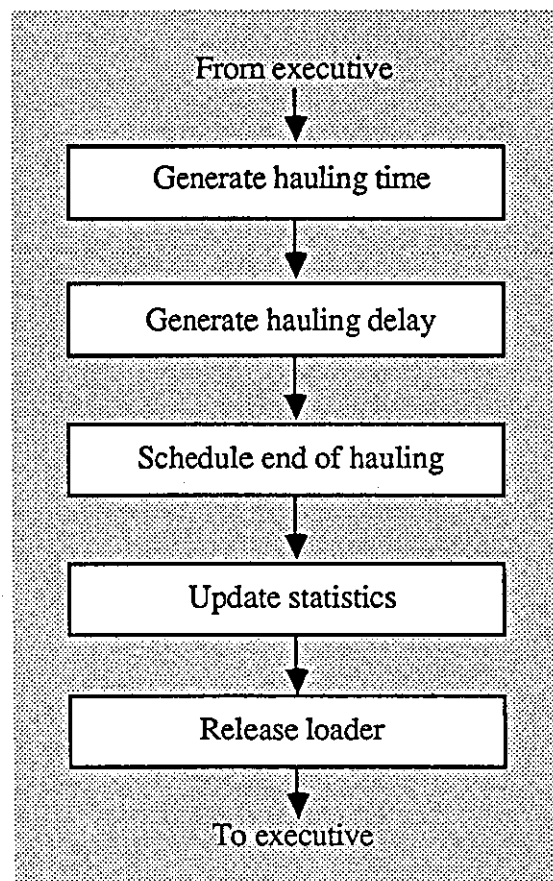 From executive
Generate hauling time
Generate hauling delay
Schedule end of hauling
Update statistics
Release loader
To executive